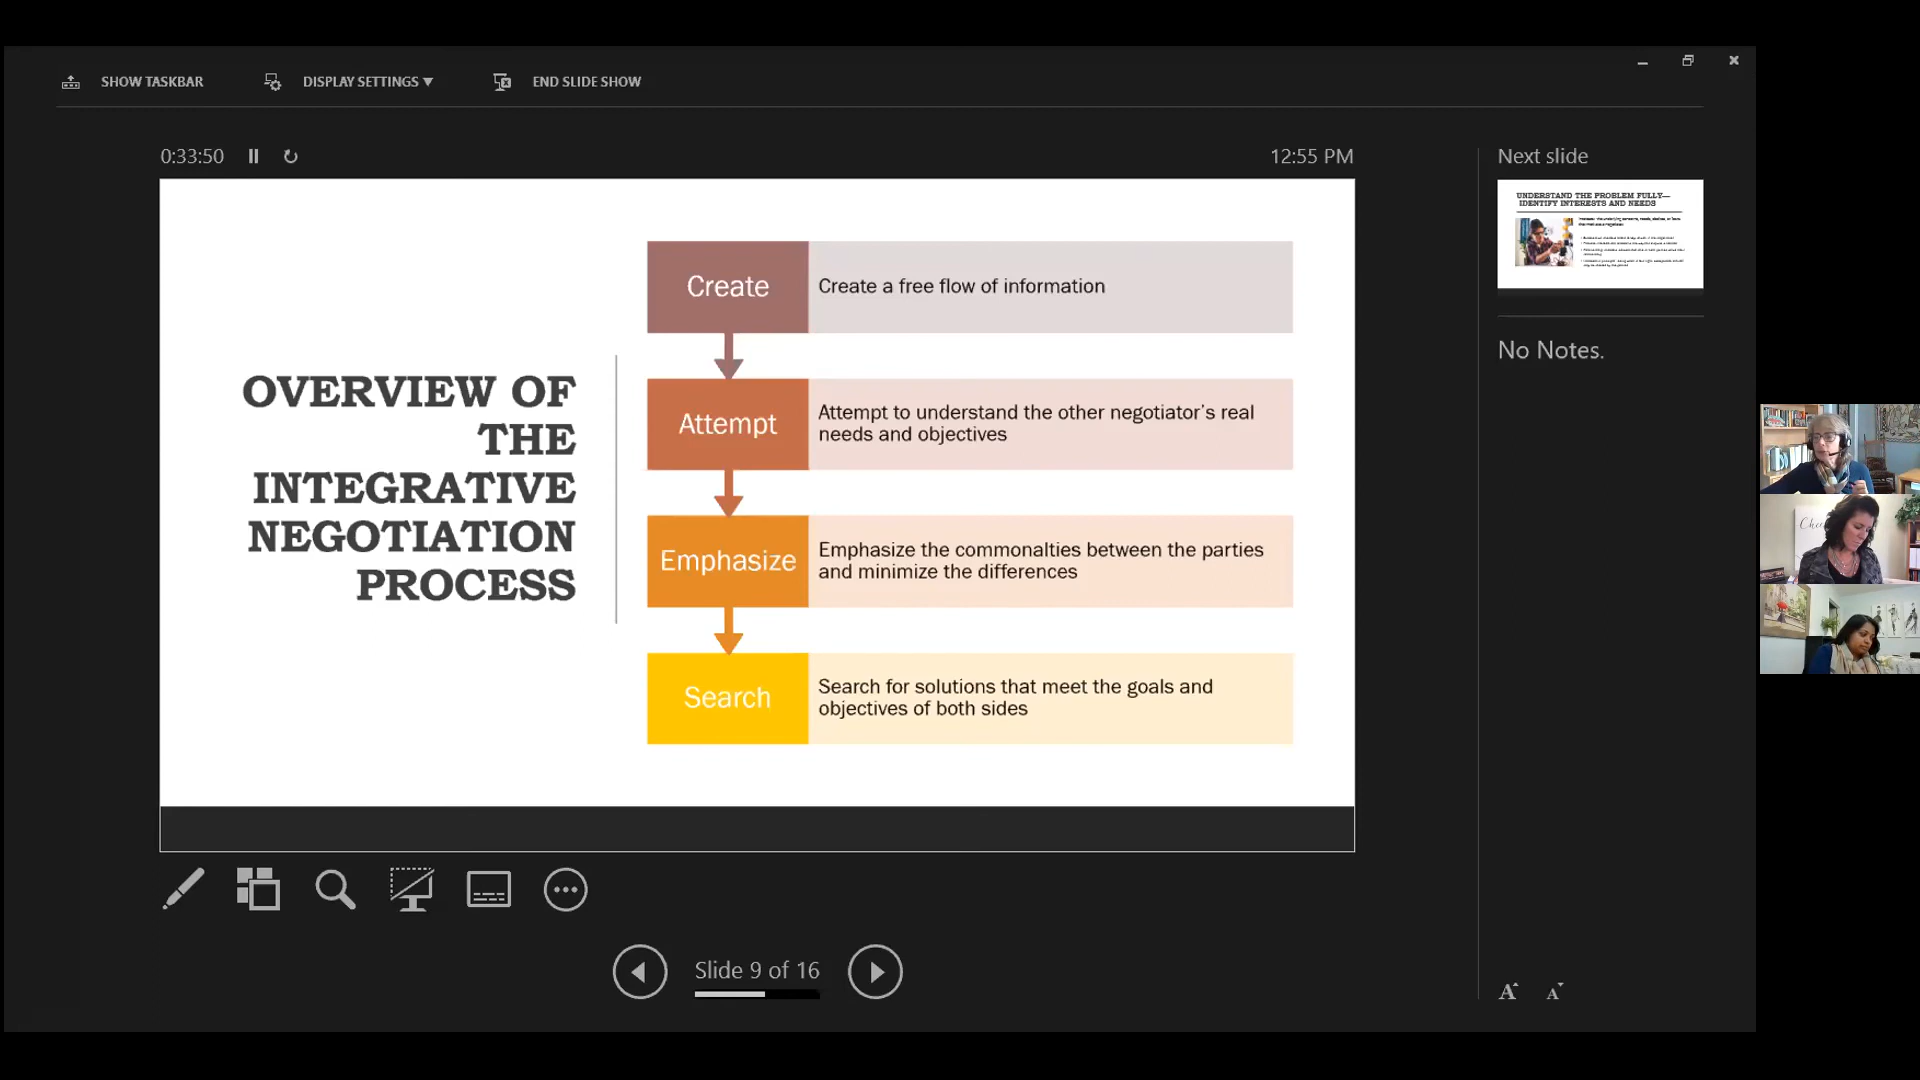 SHOW TASKBAR
DISPLAY SETTINGS
END SLIDE SHOW
0:33:50
12:55 PM
Next slide
OVERVIEW OF
THE
INTEGRATIVE
NEGOTIATION
PROCESS
Create
Create a free flow of information
Attempt
Attempt to understand the other negotiator's real
needs and objectives
Emphasize
Emphasize the commonalties between the parties
and minimize the differences
Search
Search for solutions that meet the goals and
objectives of both sides
UNDERSTAND THE PROBLEM FULLY—
IDENTIFY INTERESTS AND NEEDS
No Notes.
Slide 9 of 16
A A